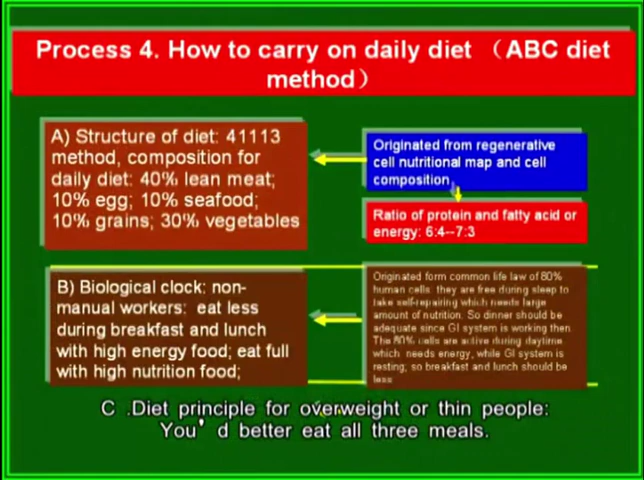 Process 4. How to carry on daily diet （ABC diet
method）
A) Structure of diet: 41113
method, composition for
daily diet: 40% lean meat;
10% egg; 10% seafood;
10% grains; 30% vegetables
Originated from regenerative
cell nutritional map and cell
composition
Ratio of protein and fatty acid or
energy: 6:4--7:3
B) Biological clock: non-
manual workers: eat less
during breakfast and lunch
with high energy food; eat full
with high nutrition food;
Originated form common life law of 80%
human cells: they are free during sleep to
take self-repairing which needs large
amount of nutrition. So dinner should be
adequate since GI system is working then.
The 80% cells are active during daytime
which needs energy, while GI system is
resting; so breakfast and lunch should be
less
C .Diet principle for overweight or thin people:
You' d better eat all three meals.